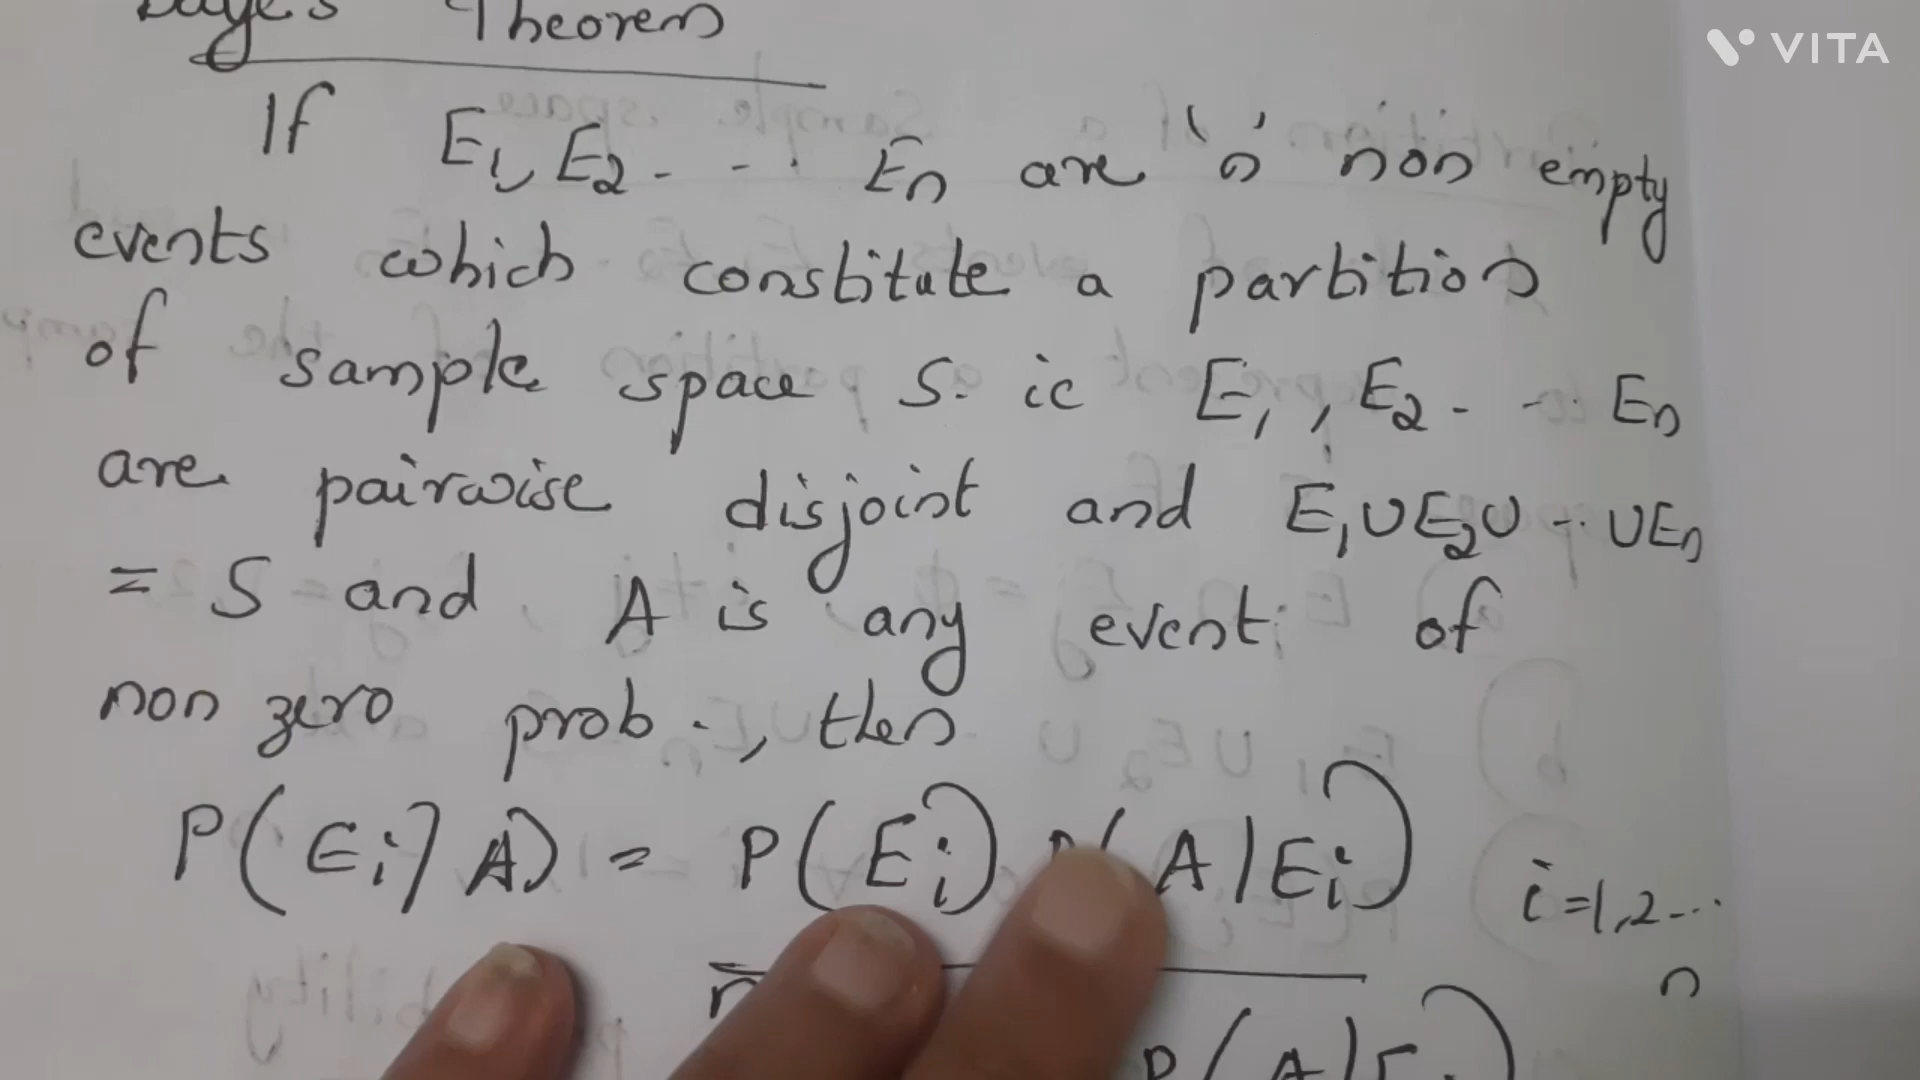 Baye's Theorem
VITA
If E1, E2 - - . En are 'n' non empty
events which constitute a partition
of sample space S. ie E1, E2 - - . En
are pairwise disjoint and E1 ∪ E2 ∪ - . ∪ En
= S and A is any event of
non zero prob., then
P(Ei/A) = P(Ei) P(A|Ei) i=1,2...
n
P(A|E